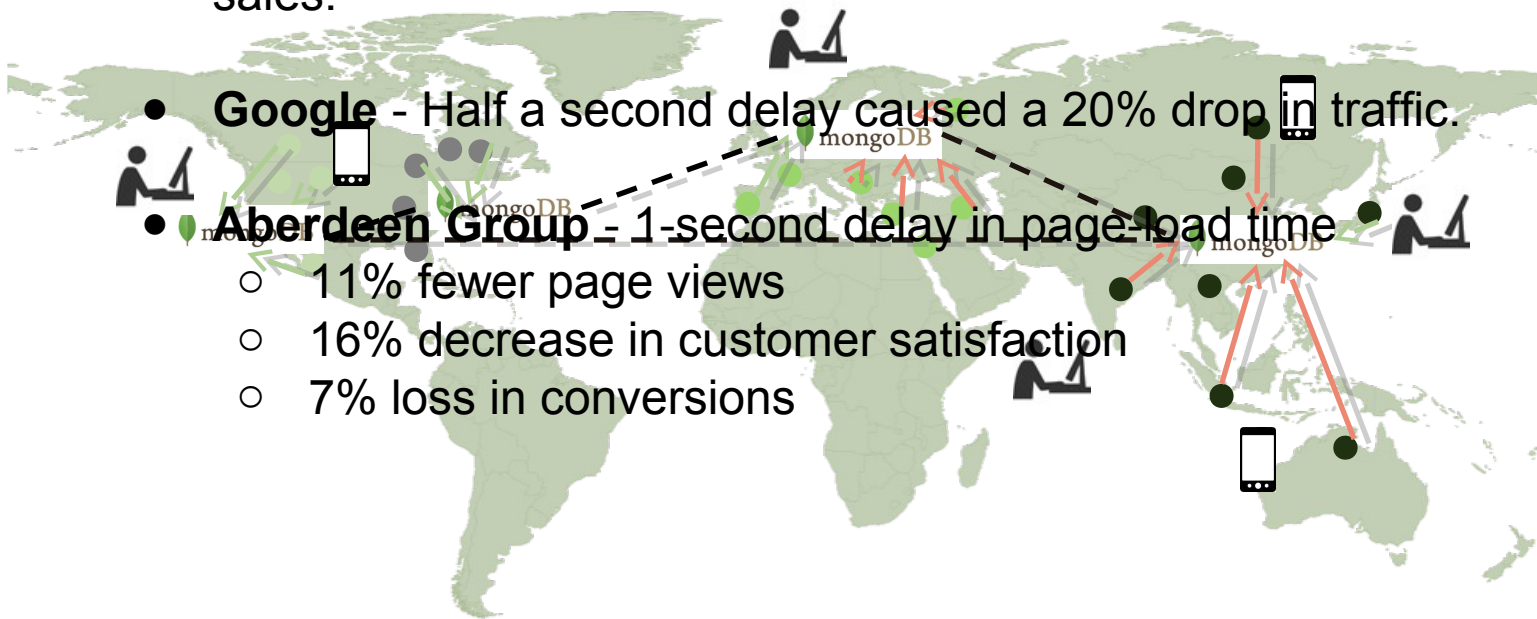 sales.
● Google - Half a second delay caused a 20% drop in traffic.
mongoDB
mongoDB
● Aberdeen Group - 1-second delay in page-load time
mongoDB
mongoDB
○ 11% fewer page views
○ 16% decrease in customer satisfaction
○ 7% loss in conversions